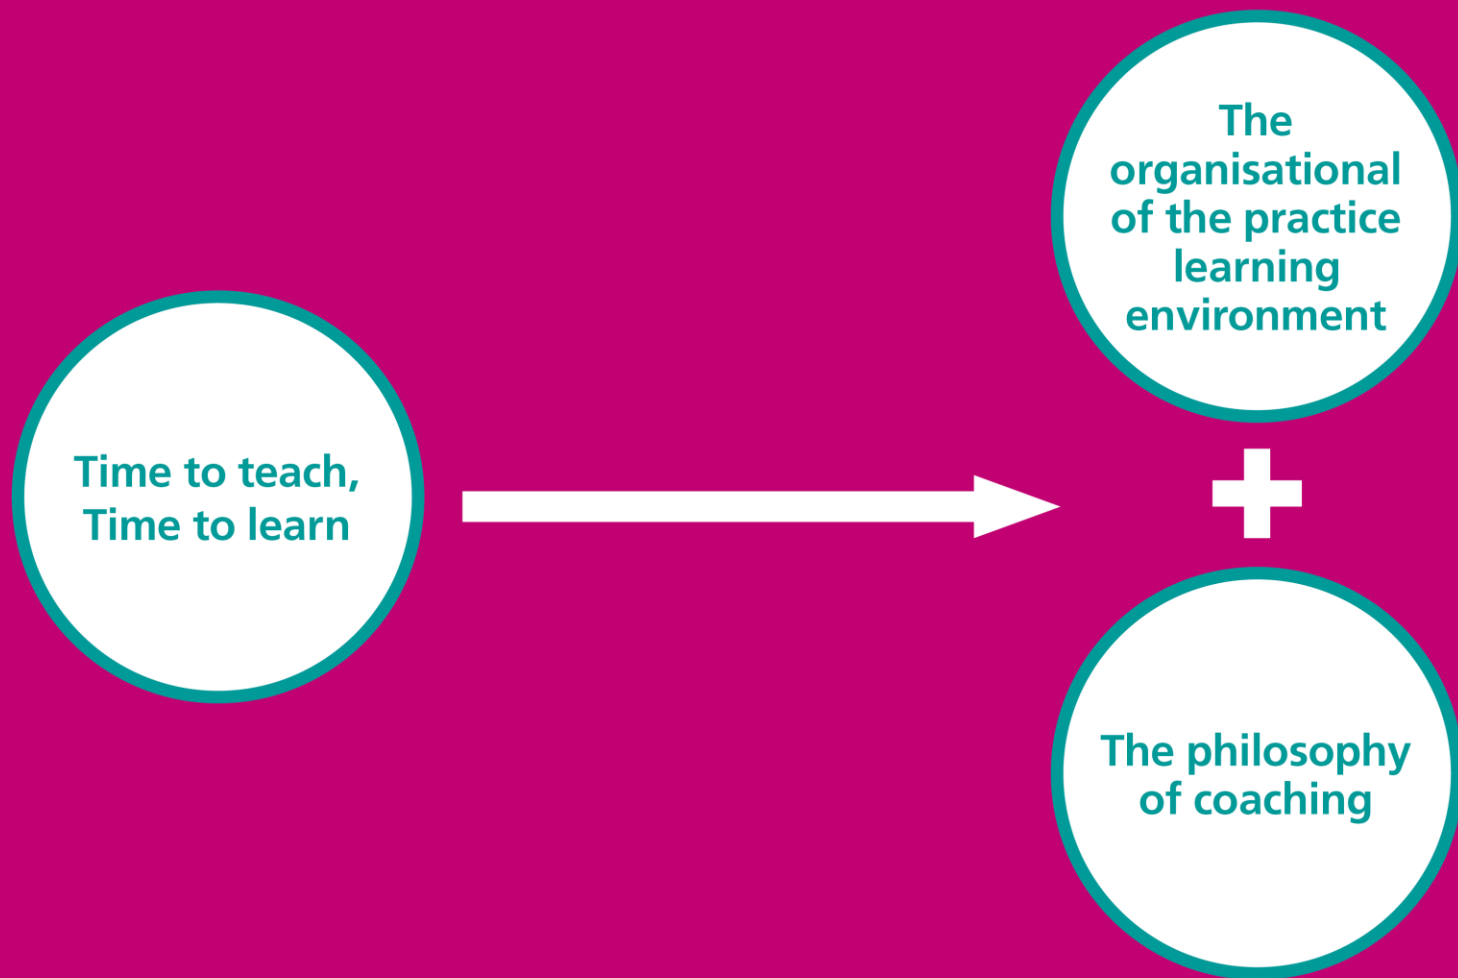 Time to teach,
Time to learn
The
organisational
of the practice
learning
environment
The philosophy
of coaching